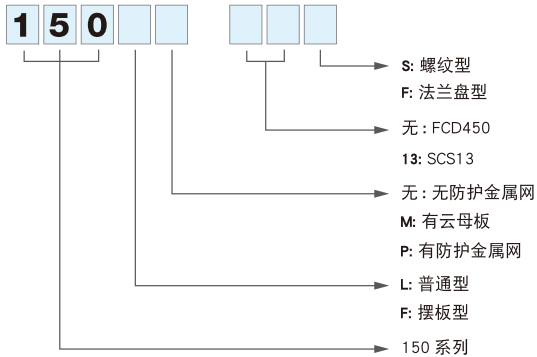 150
S: 螺纹型
F: 法兰盘型
无: FCD450
13: SCS13
无: 无防护金属网
M: 有云母板
P: 有防护金属网
L: 普通型
F: 摆板型
150 系列